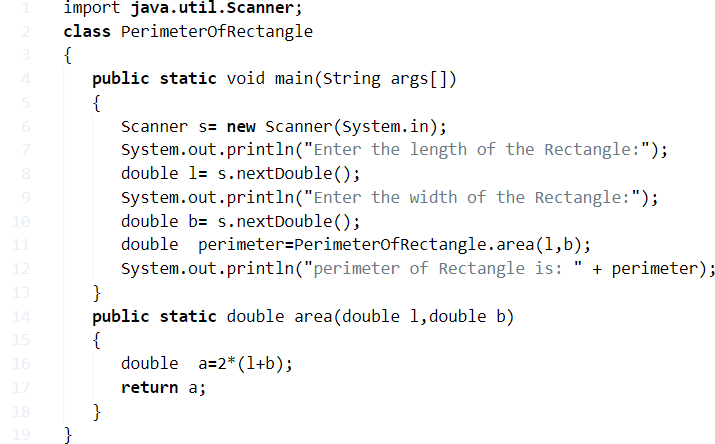 1 import java.util.Scanner;
2 class PerimeterOfRectangle
3 {
4 public static void main(String args[])
5 {
6 Scanner s= new Scanner(System.in);
7 System.out.println("Enter the length of the Rectangle:");
8 double l= s.nextDouble();
9 System.out.println("Enter the width of the Rectangle:");
10 double b= s.nextDouble();
11 double  perimeter=PerimeterOfRectangle.area(l,b);
12 System.out.println("perimeter of Rectangle is: " + perimeter);
13 }
14 public static double area(double l,double b)
15 {
16 double  a=2*(l+b);
17 return a;
18 }
19 }